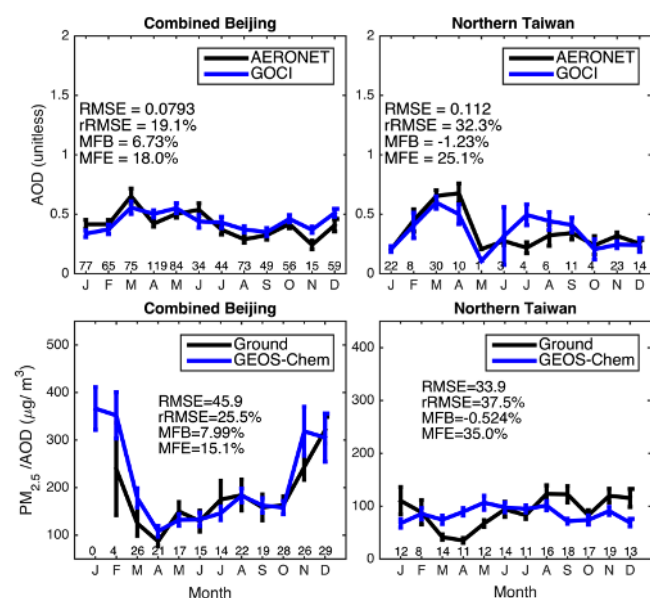 Combined Beijing
Northern Taiwan
AOD (unitless)
2
1.5
1
0.5
0
AERONET
GOCI
RMSE = 0.0793
rRMSE = 19.1%
MFB = 6.73%
MFE = 18.0%
77 65 75 119 84 34 44 73 49 56 15 59
J F M A M J J A S O N D
2
1.5
1
0.5
0
AERONET
GOCI
RMSE = 0.112
rRMSE = 32.3%
MFB = -1.23%
MFE = 25.1%
22 8 30 10 1 3 4 6 11 4 23 14
J F M A M J J A S O N D
Combined Beijing
Northern Taiwan
PM2.5 /AOD (μg/ m3)
500
400
300
200
100
Ground
GEOS-Chem
RMSE=45.9
rRMSE=25.5%
MFB=7.99%
MFE=15.1%
0 4 26 21 17 15 14 22 19 28 26 29
J F M A M J J A S O N D
Month
400
300
200
100
0
Ground
GEOS-Chem
RMSE=33.9
rRMSE=37.5%
MFB=-0.524%
MFE=35.0%
12 8 14 11 12 14 11 16 18 17 19 13
J F M A M J J A S O N D
Month